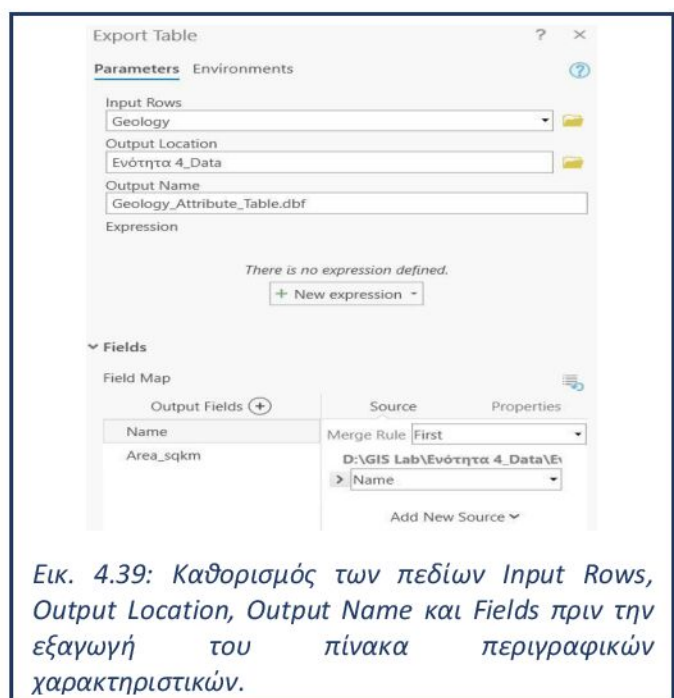 Export Table ? ×
Parameters Environments ?
Input Rows
Geology
Output Location
Ενότητα 4_Data
Output Name
Geology_Attribute_Table.dbf
Expression
There is no expression defined.
+ New expression
Fields
Field Map
Output Fields + Source Properties
Name Merge Rule First
Area_sqkm D:\GIS Lab\Ενότητα 4_Data\Ε
> Name
Add New Source
Εικ. 4.39: Καθορισμός των πεδίων Input Rows,
Output Location, Output Name και Fields πριν την
εξαγωγή του πίνακα περιγραφικών
χαρακτηριστικών.